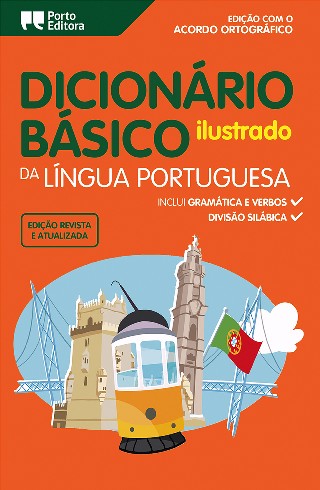 Porto
Editora
EDIÇÃO COM O
ACORDO ORTOGRÁFICO
DICIONÁRIO
BÁSICO ilustrado
DA LÍNGUA PORTUGUESA
INCLUI GRAMÁTICA E VERBOS
DIVISÃO SILÁBICA
EDIÇÃO REVISTA
E ATUALIZADA